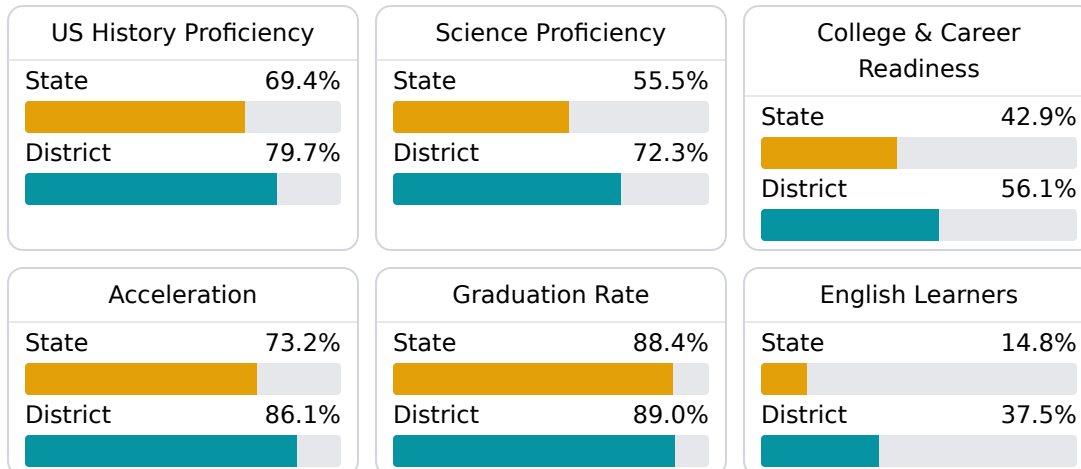 US History Proficiency
State 69.4%
District 79.7%
Science Proficiency
State 55.5%
District 72.3%
College & Career
Readiness
State 42.9%
District 56.1%
Acceleration
State 73.2%
District 86.1%
Graduation Rate
State 88.4%
District 89.0%
English Learners
State 14.8%
District 37.5%